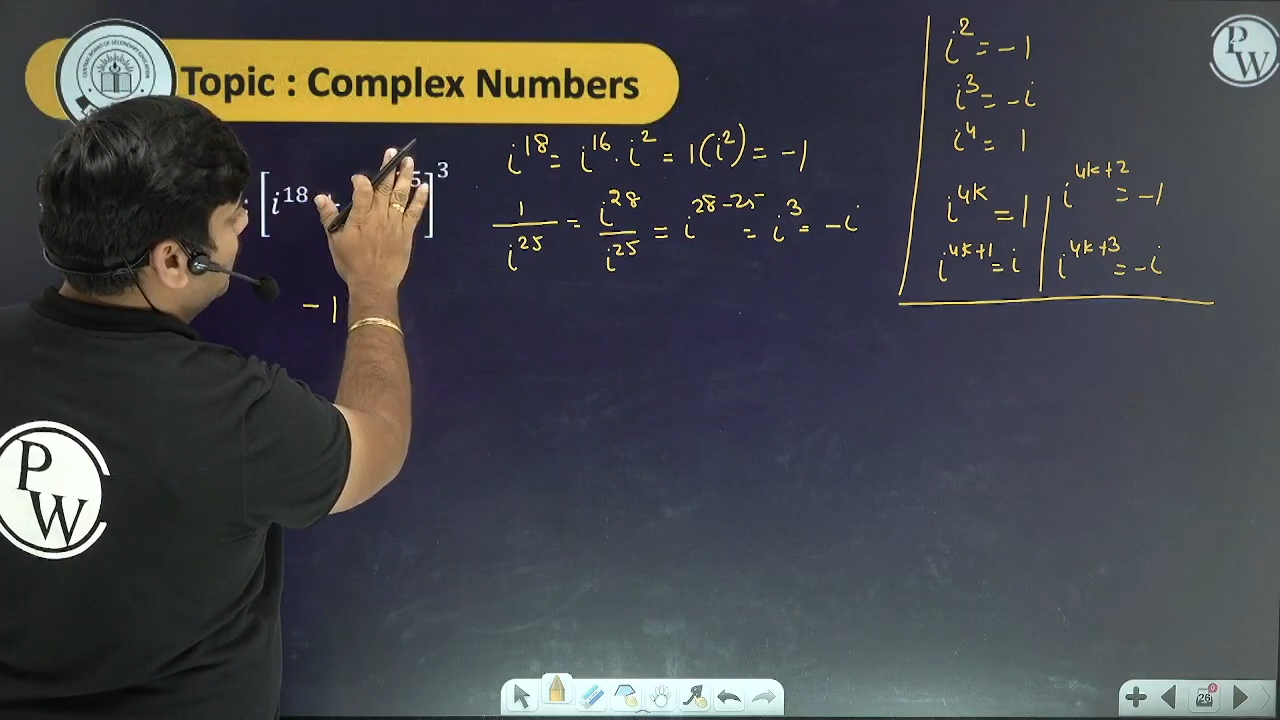 Topic : Complex Numbers
[i^18 5]^3
-1
i^18 = i^16 · i^2 = 1(i^2) = -1
1/i^25 = i^28/i^25 = i^(28-25) = i^3 = -i
i^2 = -1
i^3 = -i
i^4 = 1
i^4k = 1
i^(4k+1) = i
i^(4k+2) = -1
i^(4k+3) = -i
PW
PW
26